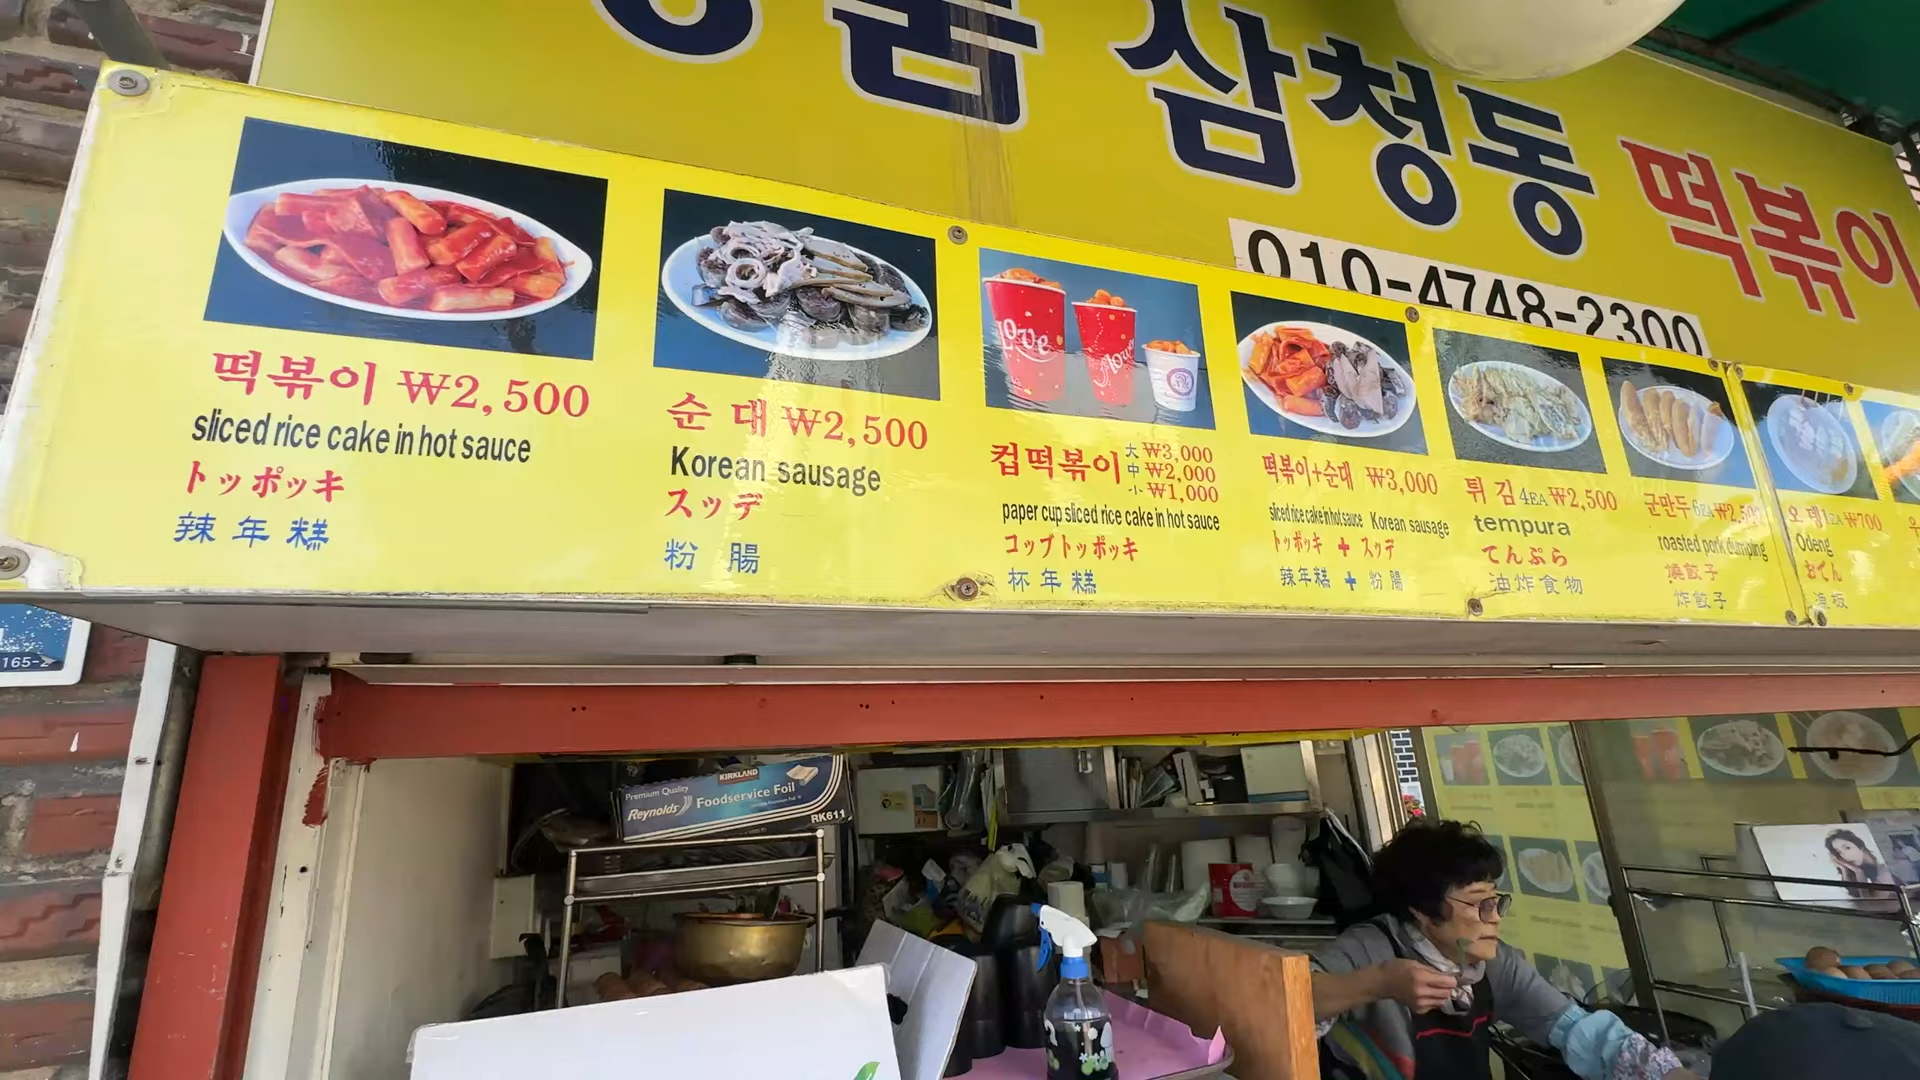 삼청동 떡볶이
010-4748-2300
떡볶이 ₩2,500
sliced rice cake in hot sauce
トッポッキ
辣年糕
순대 ₩2,500
Korean sausage
スッデ
粉腸
Love
컵떡볶이 大 ₩3,000
中 ₩2,000
小 ₩1,000
paper cup sliced rice cake in hot sauce
コップトッポッキ
杯年糕
떡볶이+순대 ₩3,000
sliced rice cake in hot sauce Korean sausage
トッポッキ + スッデ
辣年糕 + 粉腸
튀김 4EA ₩2,500
tempura
てんぷら
油炸食物
군만두 6EA ₩2,500
roasted pork dumping
燒餃子
炸餃子
오뎅 1EA ₩700
Odeng
おでん
165-2
KIRKLAND
Premium Quality
Reynolds Foodservice Foil
RK611